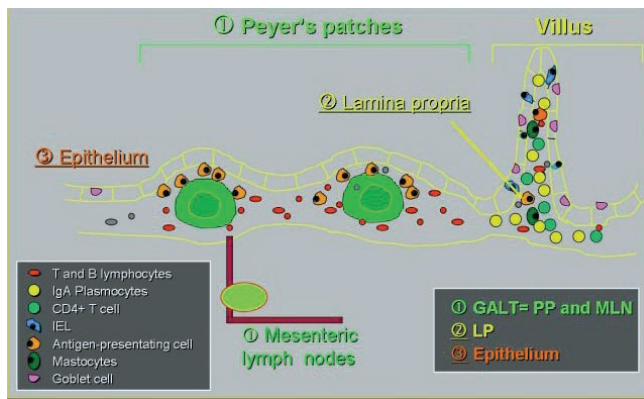 ① Peyer's patches
Villus
② Lamina propria
③ Epithelium
T and B lymphocytes
IgA Plasmocytes
CD4+ T cell
IEL
Antigen-presentating cell
Mastocytes
Goblet cell
① Mesenteric
lymph nodes
① GALT= PP and MLN
② LP
③ Epithelium